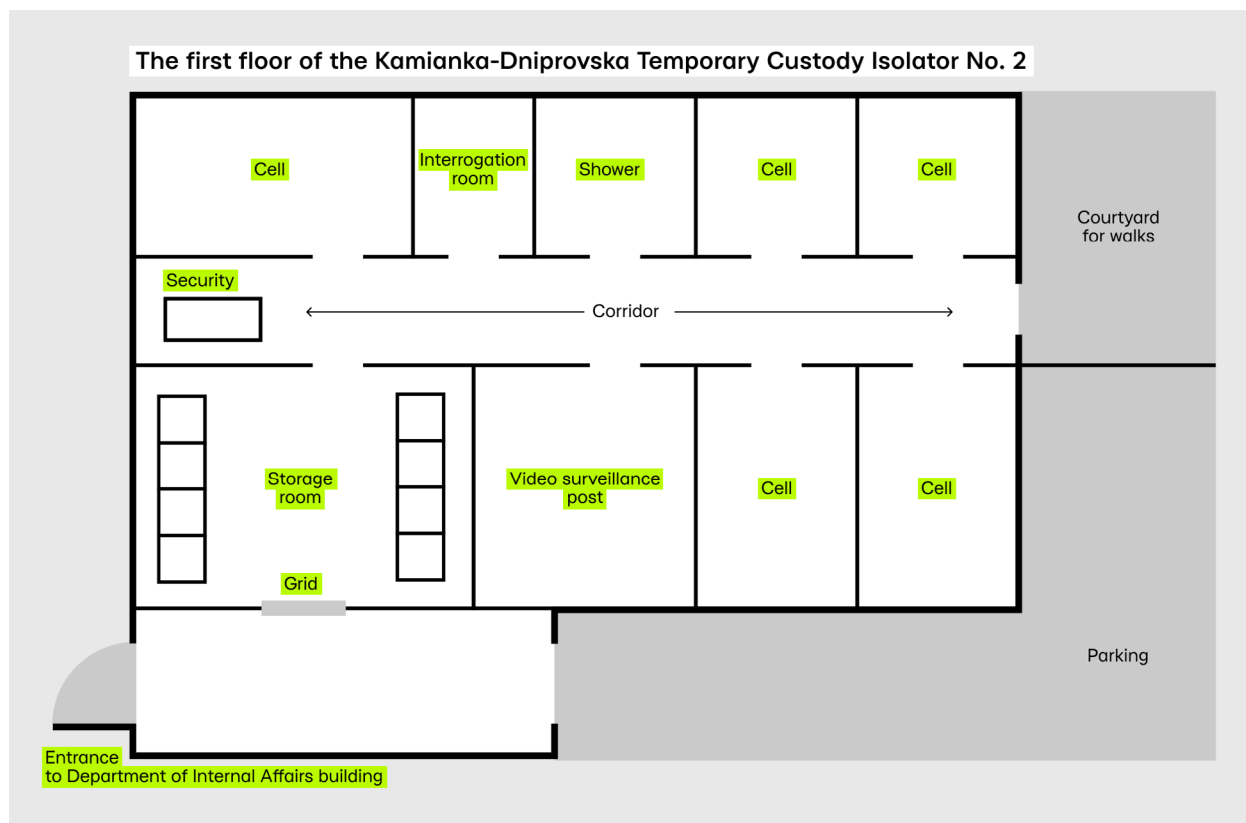 The first floor of the Kamianka-Dniprovska Temporary Custody Isolator No. 2
Cell
Interrogation
room
Shower
Cell
Cell
Courtyard
for walks
Security
Corridor
Storage
room
Video surveillance
post
Cell
Cell
Grid
Parking
Entrance
to Department of Internal Affairs building